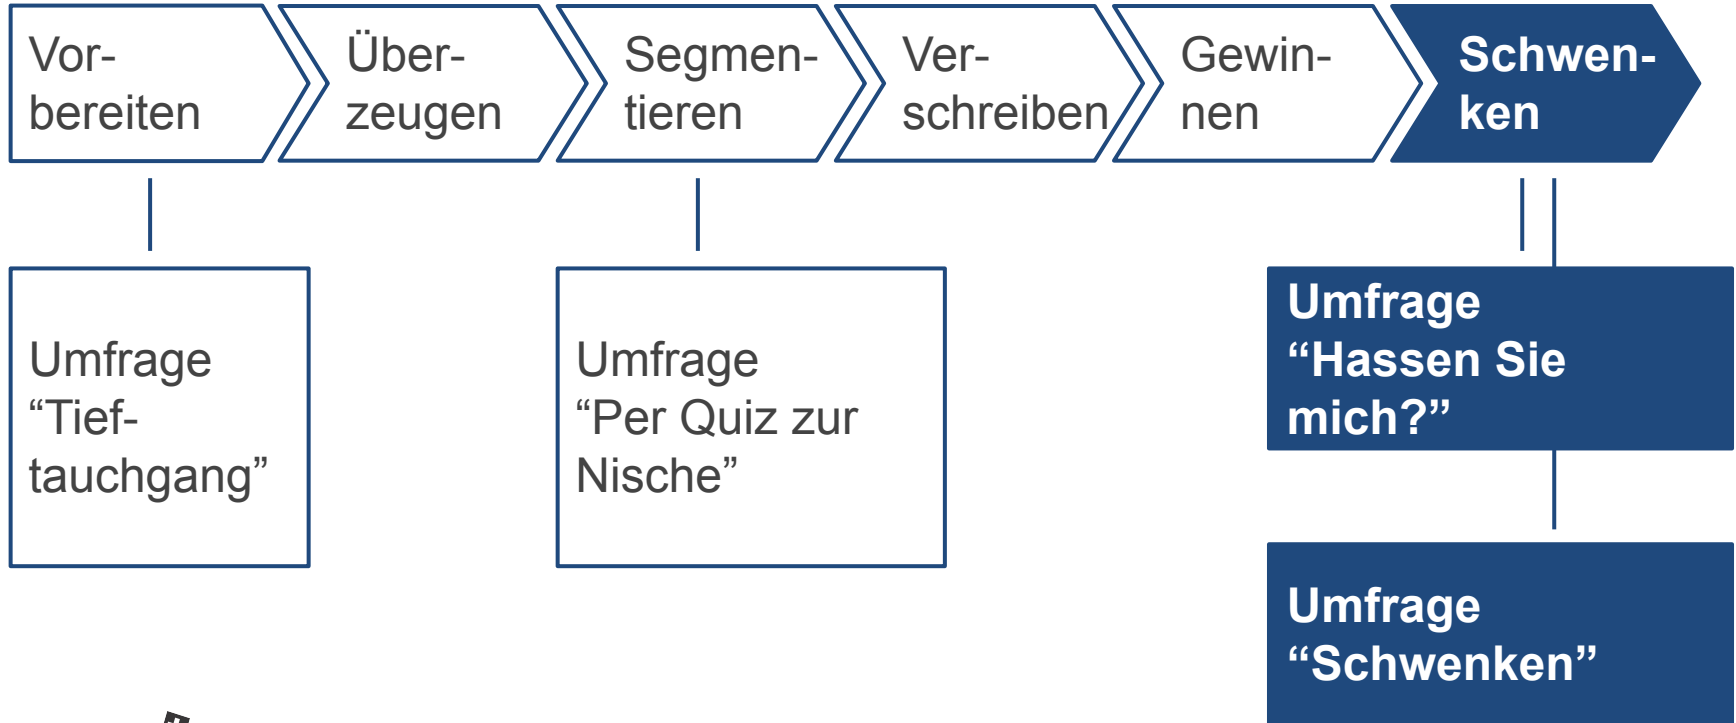 Vor-
bereiten
Über-
zeugen
Segmen-
tieren
Ver-
schreiben
Gewin-
nen
Schwen-
ken
Umfrage
“Tief-
tauchgang”
Umfrage
“Per Quiz zur
Nische”
Umfrage
“Hassen Sie
mich?”
Umfrage
“Schwenken”